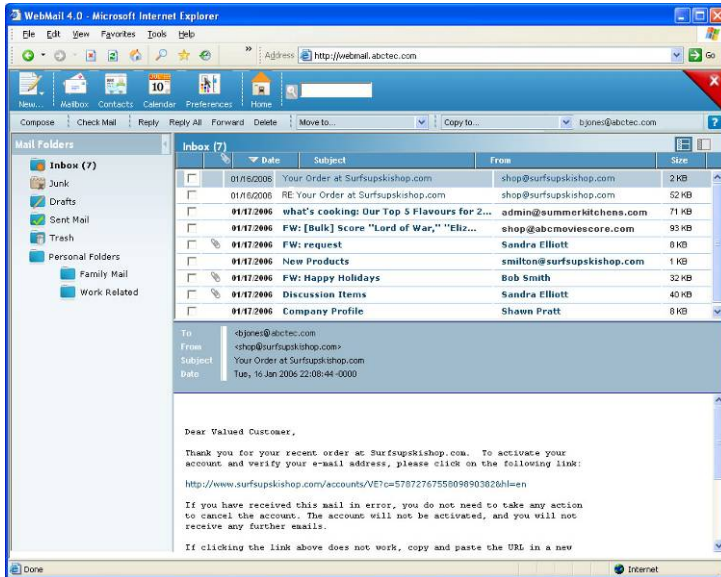 WebMail 4.0 - Microsoft Internet Explorer
File Edit View Favorites Tools Help
» Address http://webmail.abctec.com Go
New... Mailbox Contacts Calendar Preferences Home
10
Compose Check Mail Reply Reply All Forward Delete Move to... Copy to... bjones@abctec.com ?
Mail Folders
Inbox (7)
Junk
Drafts
Sent Mail
Trash
Personal Folders
Family Mail
Work Related
Inbox (7)
Date Subject From Size
01/16/2006 Your Order at Surfsupskishop.com shop@surfsupskishop.com 2 KB
01/16/2006 RE: Your Order at Surfsupskishop.com shop@surfsupskishop.com 52 KB
01/17/2006 what's cooking: Our Top 5 Flavours for 2... admin@summerkitchens.com 71 KB
01/17/2006 FW: [Bulk] Score "Lord of War," "Eliz... shop@abcmoviescore.com 93 KB
01/17/2006 FW: request Sandra Elliott 8 KB
01/17/2006 New Products smilton@surfsupskishop.com 1 KB
01/17/2006 FW: Happy Holidays Bob Smith 32 KB
01/17/2006 Discussion Items Sandra Elliott 40 KB
01/17/2006 Company Profile Shawn Pratt 8 KB
To <bjones@abctec.com
From <shop@surfsupskishop.com>
Subject Your Order at Surfsupskishop.com
Date Tue, 16 Jan 2006 22:08:44 -0000
Dear Valued Customer,
Thank you for your recent order at Surfsupskishop.com. To activate your
account and verify your e-mail address, please click on the following link:
http://www.surfsupskishop.com/accounts/VE?c=57872767558098903828&hl=en
If you have received this mail in error, you do not need to take any action
to cancel the account. The account will not be activated, and you will not
receive any further emails.
If clicking the link above does not work, copy and paste the URL in a new
Done Internet